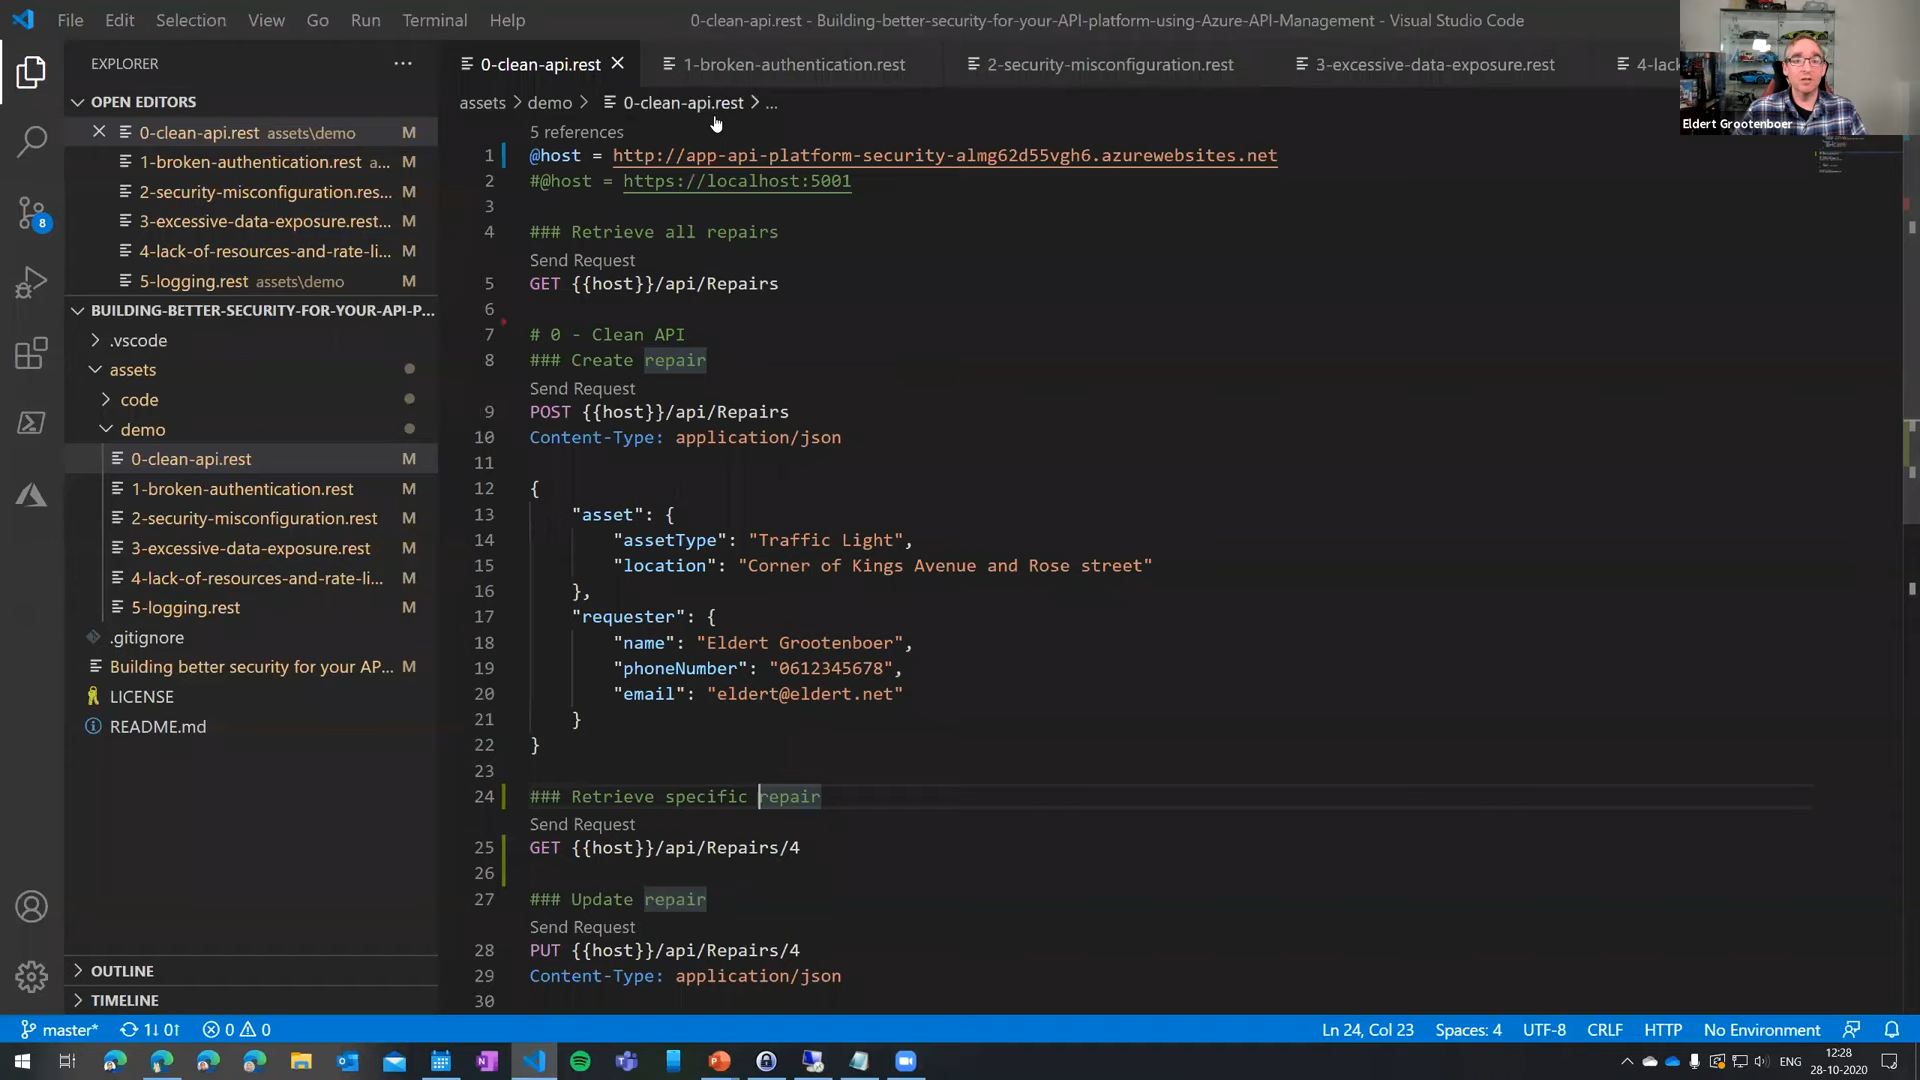 File Edit Selection View Go Run Terminal Help
0-clean-api.rest - Building-better-security-for-your-API-platform-using-Azure-API-Management - Visual Studio Code
EXPLORER ···
OPEN EDITORS
0-clean-api.rest assets\demo M
1-broken-authentication.rest a... M
2-security-misconfiguration.res... M
3-excessive-data-exposure.rest... M
4-lack-of-resources-and-rate-li... M
5-logging.rest assets\demo M
BUILDING-BETTER-SECURITY-FOR-YOUR-API-P...
.vscode
assets
code
demo
0-clean-api.rest M
1-broken-authentication.rest M
2-security-misconfiguration.rest M
3-excessive-data-exposure.rest M
4-lack-of-resources-and-rate-li... M
5-logging.rest M
.gitignore
Building better security for your AP... M
LICENSE
README.md
OUTLINE
TIMELINE
8
0-clean-api.rest 1-broken-authentication.rest 2-security-misconfiguration.rest 3-excessive-data-exposure.rest 4-lack
Eldert Grootenboer
assets > demo > 0-clean-api.rest > ...
5 references
1 @host = http://app-api-platform-security-almg62d55vgh6.azurewebsites.net
2 #@host = https://localhost:5001
3
4 ### Retrieve all repairs
Send Request
5 GET {{host}}/api/Repairs
6
7 # 0 - Clean API
8 ### Create repair
Send Request
9 POST {{host}}/api/Repairs
10 Content-Type: application/json
11
12 {
13 "asset": {
14 "assetType": "Traffic Light",
15 "location": "Corner of Kings Avenue and Rose street"
16 },
17 "requester": {
18 "name": "Eldert Grootenboer",
19 "phoneNumber": "0612345678",
20 "email": "eldert@eldert.net"
21 }
22 }
23
24 ### Retrieve specific repair
Send Request
25 GET {{host}}/api/Repairs/4
26
27 ### Update repair
Send Request
28 PUT {{host}}/api/Repairs/4
29 Content-Type: application/json
30
master* 1↓ 0↑ 0 0 Ln 24, Col 23 Spaces: 4 UTF-8 CRLF HTTP No Environment
ENG
12:28
28-10-2020